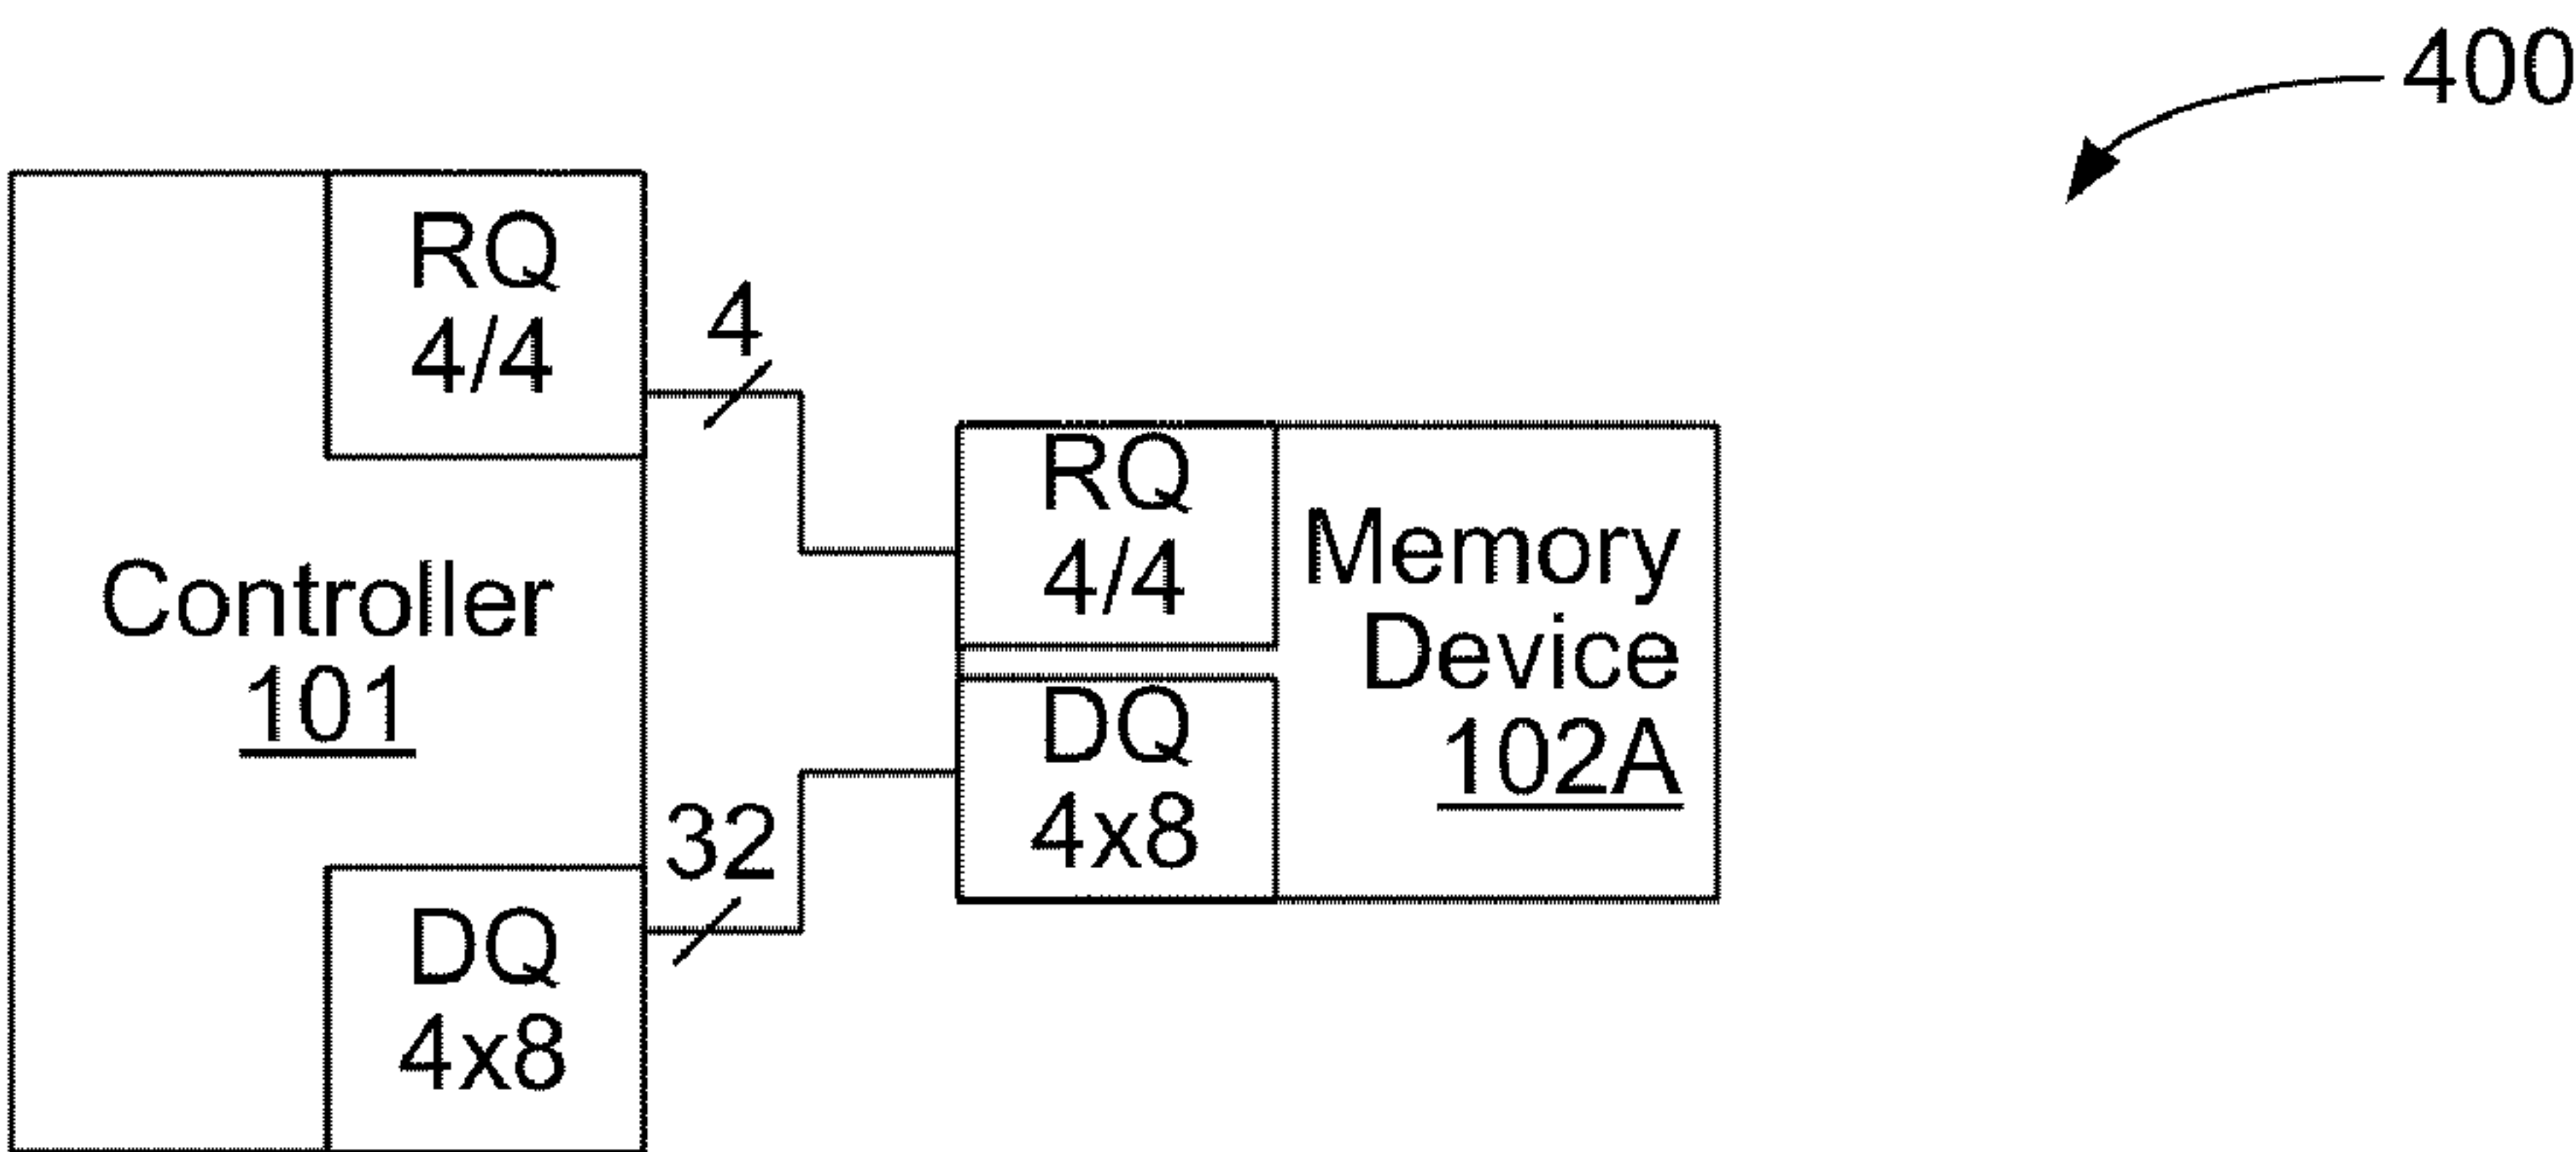 400
RQ
4/4
4
Controller
101
32
DQ
4x8
RQ
4/4
DQ
4x8
Memory
Device
102A